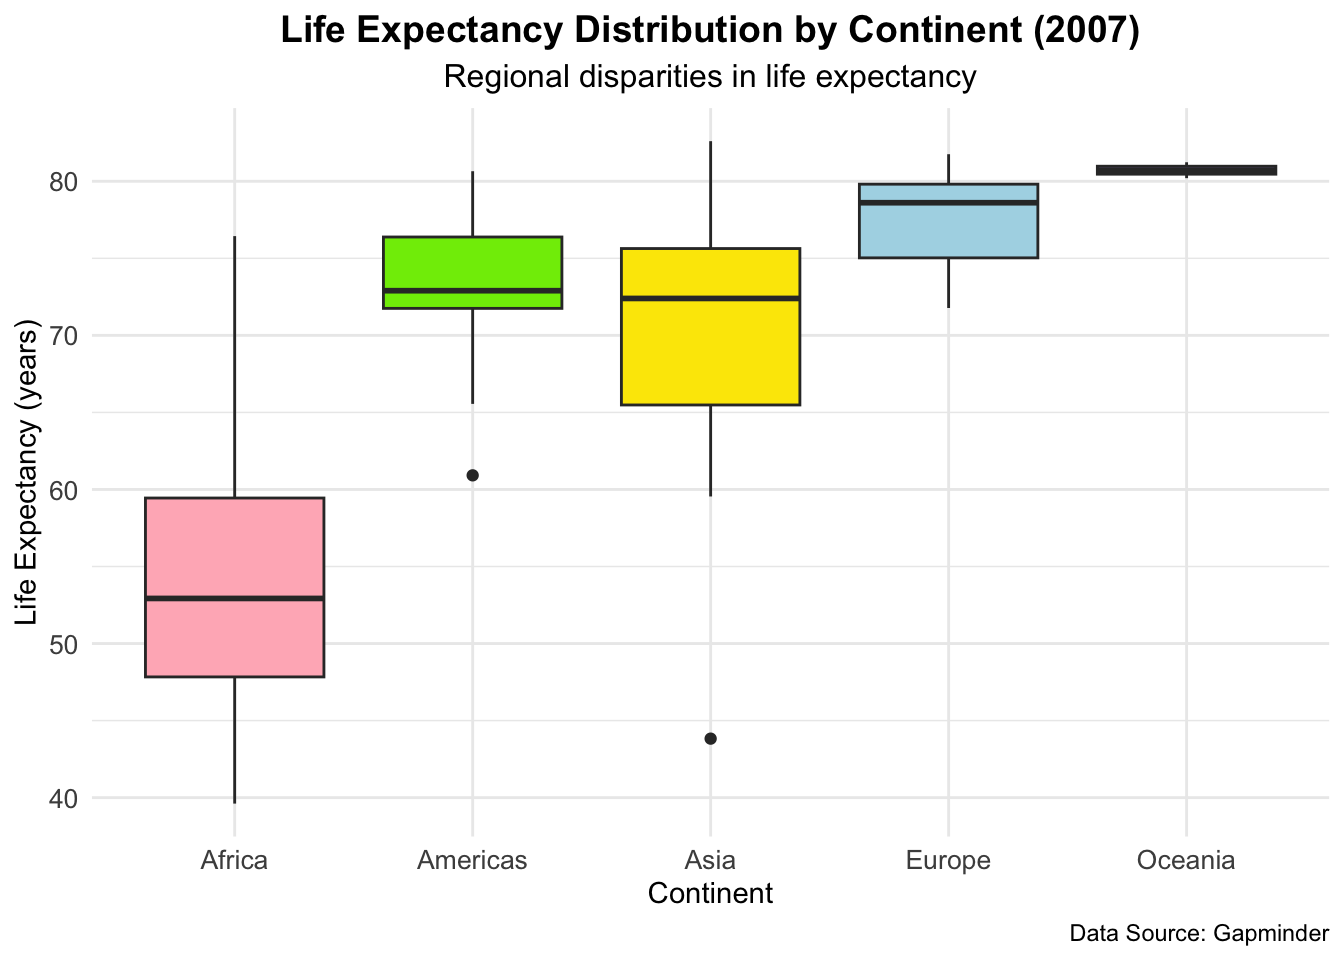 Life Expectancy Distribution by Continent (2007)
Regional disparities in life expectancy
Life Expectancy (years)
80
70
60
50
40
Africa
Americas
Asia
Europe
Oceania
Continent
Data Source: Gapminder